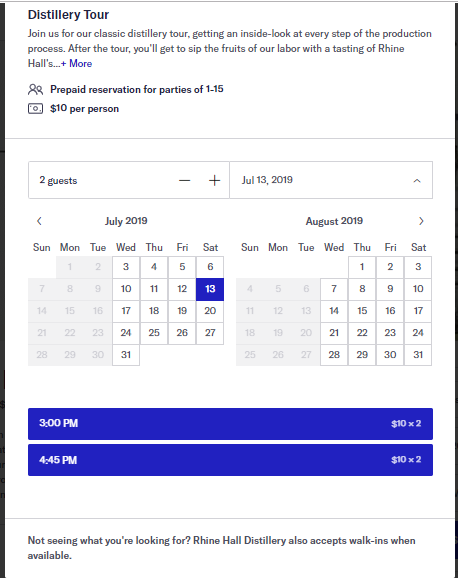 Distillery Tour
Join us for our classic distillery tour, getting an inside-look at every step of the production
process. After the tour, you'll get to sip the fruits of our labor with a tasting of Rhine
Hall's...+ More
Prepaid reservation for parties of 1-15
$10 per person
2 guests — + Jul 13, 2019
July 2019
Sun Mon Tue Wed Thu Fri Sat
1 2 3 4 5 6
7 8 9 10 11 12 13
14 15 16 17 18 19 20
21 22 23 24 25 26 27
28 29 30 31
August 2019
Sun Mon Tue Wed Thu Fri Sat
1 2 3
4 5 6 7 8 9 10
11 12 13 14 15 16 17
18 19 20 21 22 23 24
25 26 27 28 29 30 31
3:00 PM $10 × 2
4:45 PM $10 × 2
Not seeing what you're looking for? Rhine Hall Distillery also accepts walk-ins when
available.